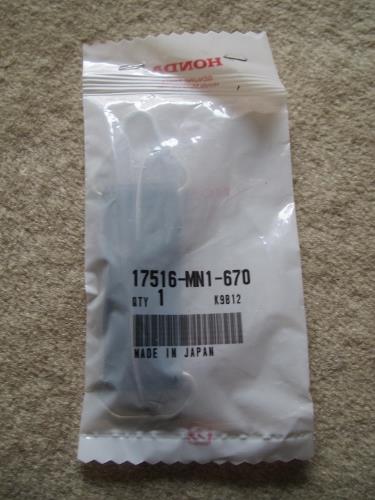 HONDA
17516-MN1-670
QTY 1 K9B12
MADE IN JAPAN